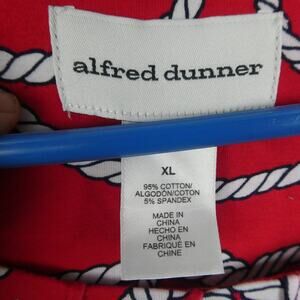 alfred dunner
XL
95% COTTON/
ALGODÓN/COTON
5% SPANDEX
MADE IN
CHINA
HECHO EN
CHINA
FABRIQUÉ EN
CHINE